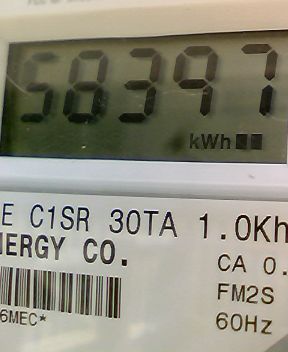 58397
kWh
E C1SR 30TA 1.0Kh
NERGY CO.
CA 0.
FM2S
6MEC*
60Hz